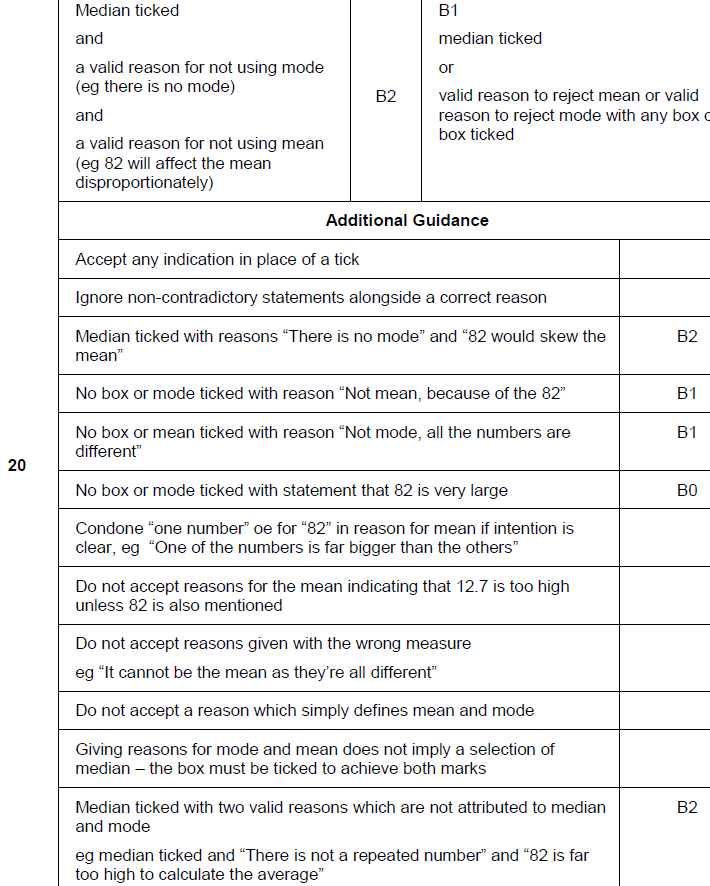 Median ticked
and
a valid reason for not using mode
(eg there is no mode)
and
a valid reason for not using mean
(eg 82 will affect the mean
disproportionately)
B2
B1
median ticked
or
valid reason to reject mean or valid
reason to reject mode with any box
box ticked
Additional Guidance
Accept any indication in place of a tick
Ignore non-contradictory statements alongside a correct reason
Median ticked with reasons “There is no mode” and “82 would skew the
mean”
B2
No box or mode ticked with reason “Not mean, because of the 82”
B1
No box or mean ticked with reason “Not mode, all the numbers are
different”
B1
20
No box or mode ticked with statement that 82 is very large
B0
Condone “one number” oe for “82” in reason for mean if intention is
clear, eg “One of the numbers is far bigger than the others”
Do not accept reasons for the mean indicating that 12.7 is too high
unless 82 is also mentioned
Do not accept reasons given with the wrong measure
eg “It cannot be the mean as they’re all different”
Do not accept a reason which simply defines mean and mode
Giving reasons for mode and mean does not imply a selection of
median – the box must be ticked to achieve both marks
Median ticked with two valid reasons which are not attributed to median
and mode
B2
eg median ticked and “There is not a repeated number” and “82 is far
too high to calculate the average”